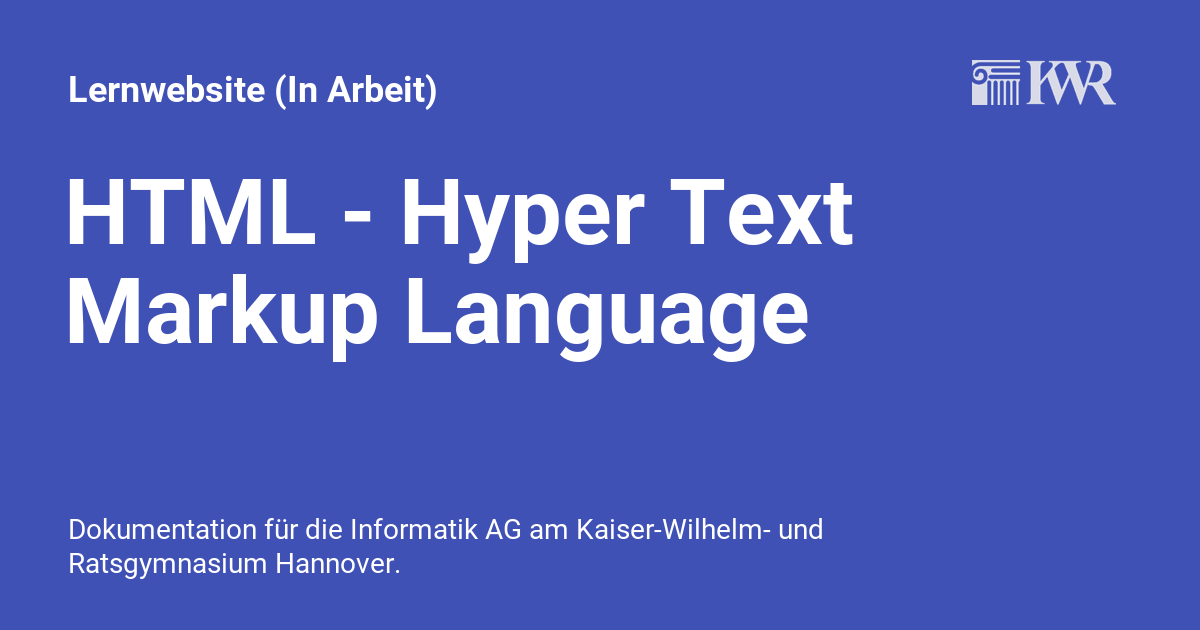 Lernwebsite (In Arbeit)
KWR
HTML - Hyper Text
Markup Language
Dokumentation für die Informatik AG am Kaiser-Wilhelm- und
Ratsgymnasium Hannover.